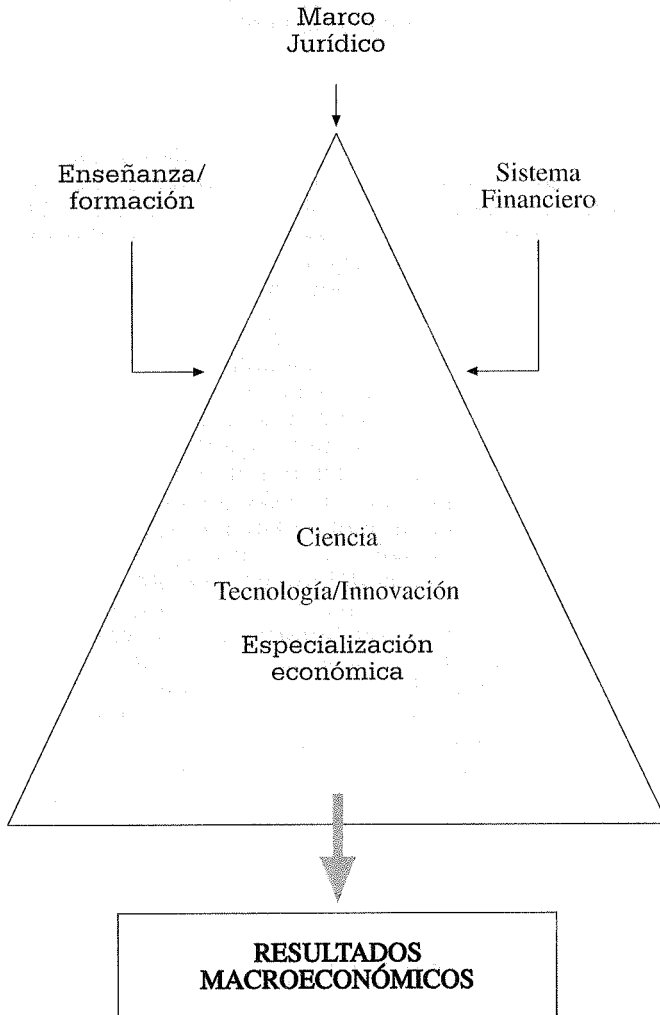 Marco
Jurídico
Enseñanza/
formación
Sistema
Financiero
Ciencia
Tecnología/Innovación
Especialización
económica
RESULTADOS
MACROECONÓMICOS